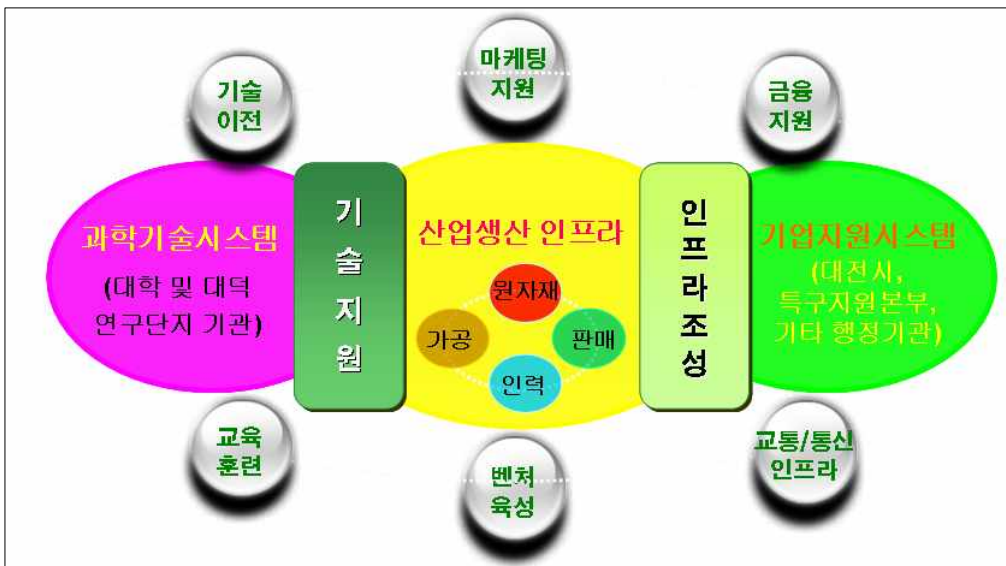 기술
이전
마케팅
지원
금융
지원
과학기술시스템
(대학 및 대덕
연구단지 기관)
기
술
지
원
산업생산 인프라
원자재
가공
판매
인력
인
프
라
조
성
기업지원시스템
(대전시,
특구지원본부,
기타 행정기관)
교육
훈련
벤처
육성
교통/통신
인프라